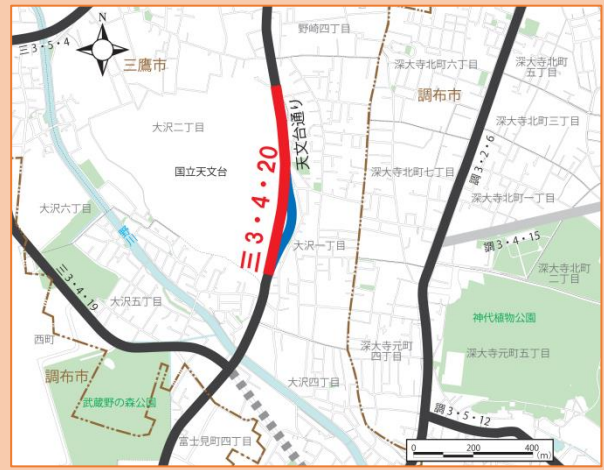 N
三3・5・4
三鷹市
野崎四丁目
深大寺北町六丁目
深大寺北町
五丁目
調布市
大沢二丁目
天文台通り
深大寺北町三丁目
国立天文台
三3・4・20
深大寺北町七丁目
調3・2・6
深大寺北町一丁目
大沢六丁目
野川
大沢一丁目
調3・4・15
深大寺北町
二丁目
三3・4・19
大沢五丁目
神代植物公園
西町
深大寺元町
四丁目
深大寺元町五丁目
調布市
大沢四丁目
武蔵野の森公園
調3・5・12
富士見町四丁目
0 200 400
(m)